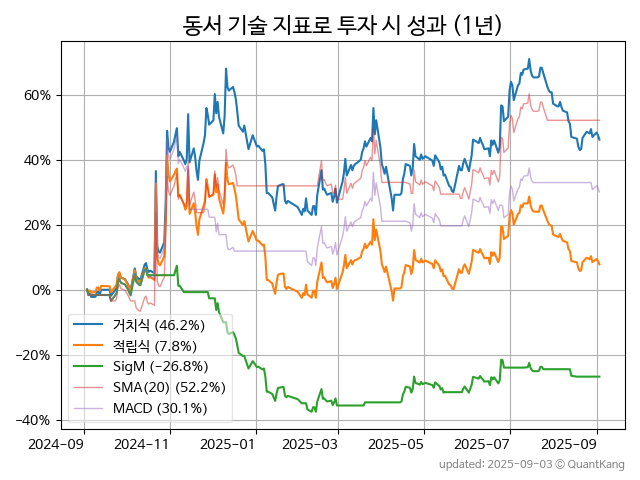 동서 기술 지표로 투자 시 성과 (1년)
60%
40%
20%
0%
−20%
−40%
거치식 (46.2%)
적립식 (7.8%)
SigM (−26.8%)
SMA(20) (52.2%)
MACD (30.1%)
2024−09 2024−11 2025−01 2025−03 2025−05 2025−07 2025−09
updated: 2025−09−03 © QuantKang